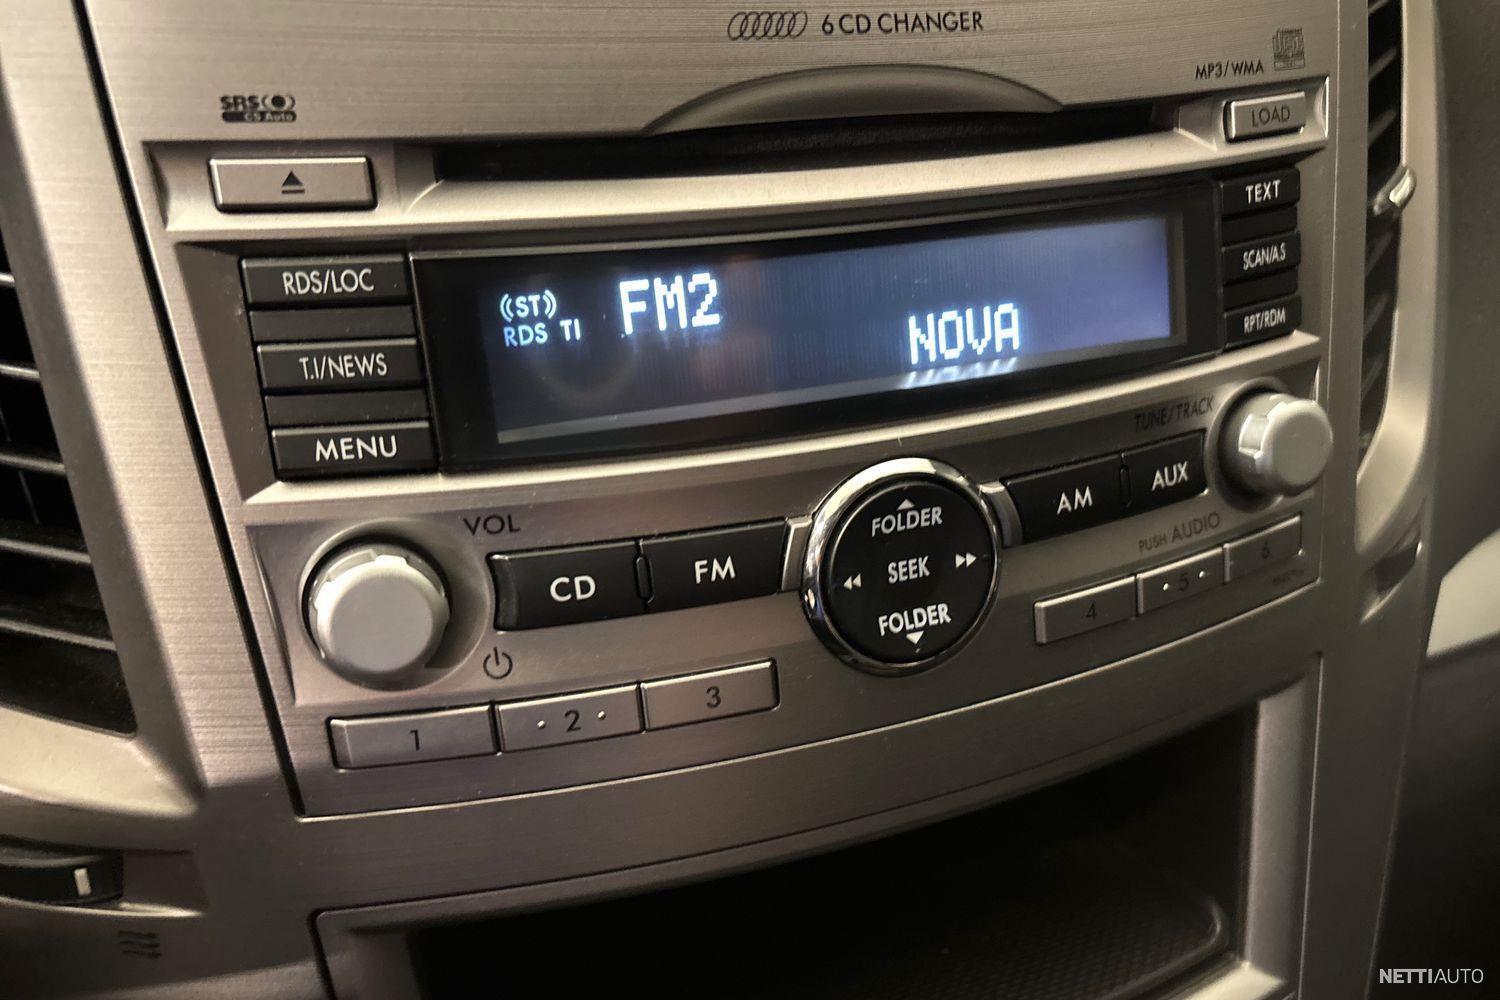 6 CD CHANGER
MP3/WMA
SRS
CS Auto
LOAD
TEXT
RDS/LOC
SCAN/A.S
(ST)
FM2
RDS TI
NOVA
RPT/RDM
T.I/NEWS
MENU
TUNE/TRACK
VOL
FOLDER
AM
AUX
CD
FM
SEEK
PUSH AUDIO
FOLDER
4
5
6
1
2
3
NETTIAUTO